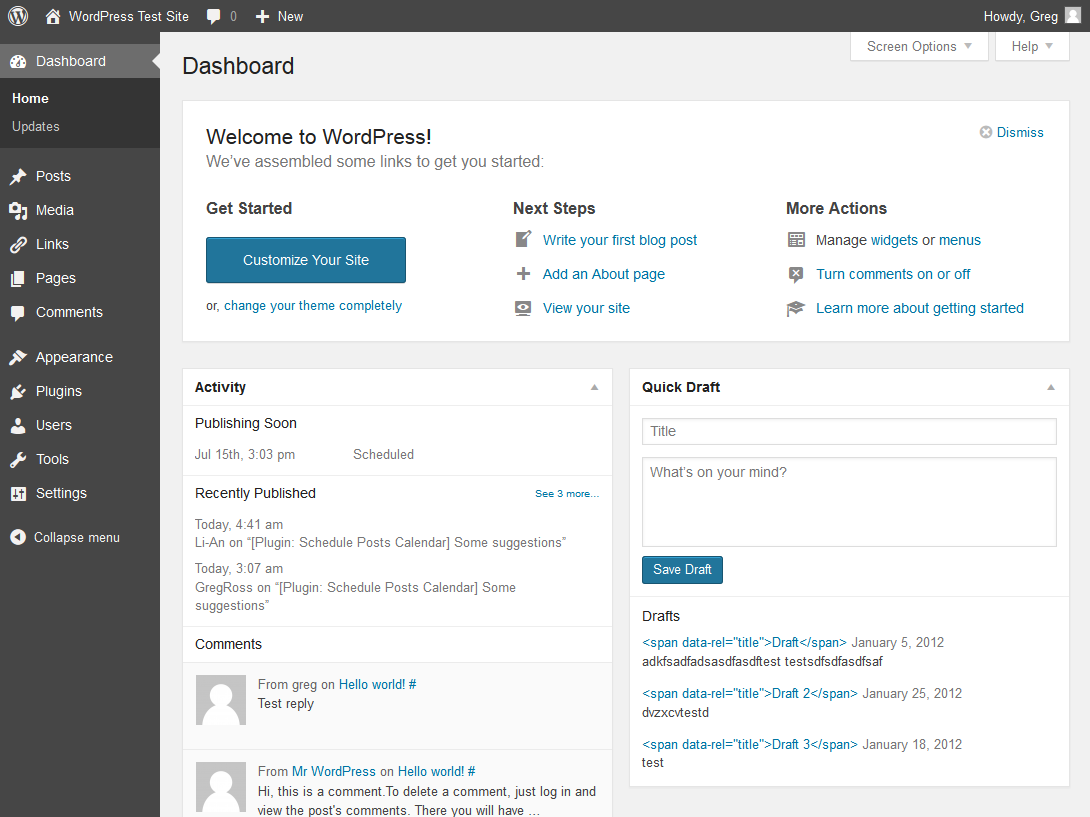 WordPress Test Site 0 New Howdy, Greg
Dashboard
Home
Updates
Posts
Media
Links
Pages
Comments
Appearance
Plugins
Users
Tools
Settings
Collapse menu
Screen Options Help
Dashboard
Welcome to WordPress!
Dismiss
We’ve assembled some links to get you started:
Get Started
Customize Your Site
or, change your theme completely
Next Steps
Write your first blog post
Add an About page
View your site
More Actions
Manage widgets or menus
Turn comments on or off
Learn more about getting started
Activity
Publishing Soon
Jul 15th, 3:03 pm Scheduled
Recently Published See 3 more...
Today, 4:41 am
Li-An on “[Plugin: Schedule Posts Calendar] Some suggestions”
Today, 3:07 am
GregRoss on “[Plugin: Schedule Posts Calendar] Some
suggestions”
Comments
From greg on Hello world! #
Test reply
From Mr WordPress on Hello world! #
Hi, this is a comment.To delete a comment, just log in and
view the post's comments. There you will have …
Quick Draft
Title
What’s on your mind?
Save Draft
Drafts
<span data-rel="title">Draft</span> January 5, 2012
adkfsadfadsasdfasdftest testsdfsdfasdfsaf
<span data-rel="title">Draft 2</span> January 25, 2012
dvzxcvtestd
<span data-rel="title">Draft 3</span> January 18, 2012
test